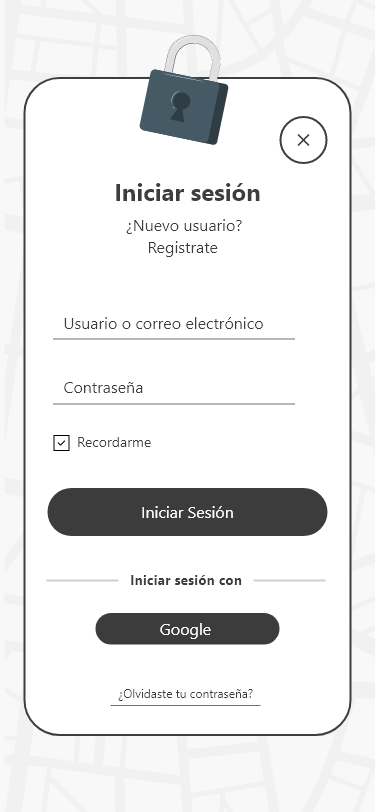 Iniciar sesión
¿Nuevo usuario?
Registrate
Usuario o correo electrónico
Contraseña
Recordarme
Iniciar Sesión
Iniciar sesión con
Google
¿Olvidaste tu contraseña?